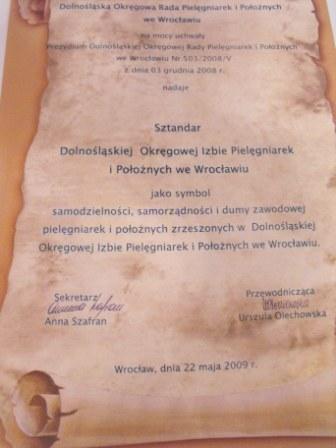 Dolnośląska Okręgowa Rada Pielęgniarek i Położnych
we Wrocławiu
na mocy uchwały
Prezydium Dolnośląskiej Okręgowej Rady Pielęgniarek i Położnych
we Wrocławiu Nr 503/2008/V
z dnia 03 grudnia 2008 r.
nadaje
Sztandar
Dolnośląskiej Okręgowej Izbie Pielęgniarek
i Położnych we Wrocławiu
jako symbol
samodzielności, samorządności i dumy zawodowej
pielęgniarek i położnych zrzeszonych w Dolnośląskiej
Okręgowej Izbie Pielęgniarek i Położnych we Wrocławiu.
Sekretarz
Anna Szafran
Przewodnicząca
Urszula Olechowska
Wrocław, dnia 22 maja 2009 r.